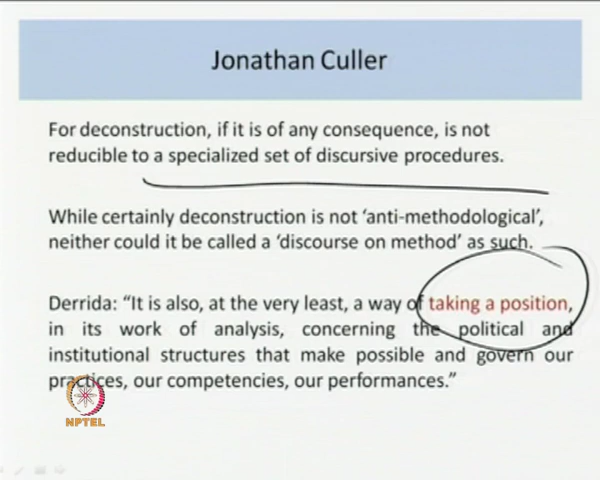 Jonathan Culler
For deconstruction, if it is of any consequence, is not
reducible to a specialized set of discursive procedures.
While certainly deconstruction is not 'anti-methodological',
neither could it be called a 'discourse on method' as such.
Derrida: "It is also, at the very least, a way of taking a position,
in its work of analysis, concerning the political and
institutional structures that make possible and govern our
practices, our competencies, our performances."
NPTEL